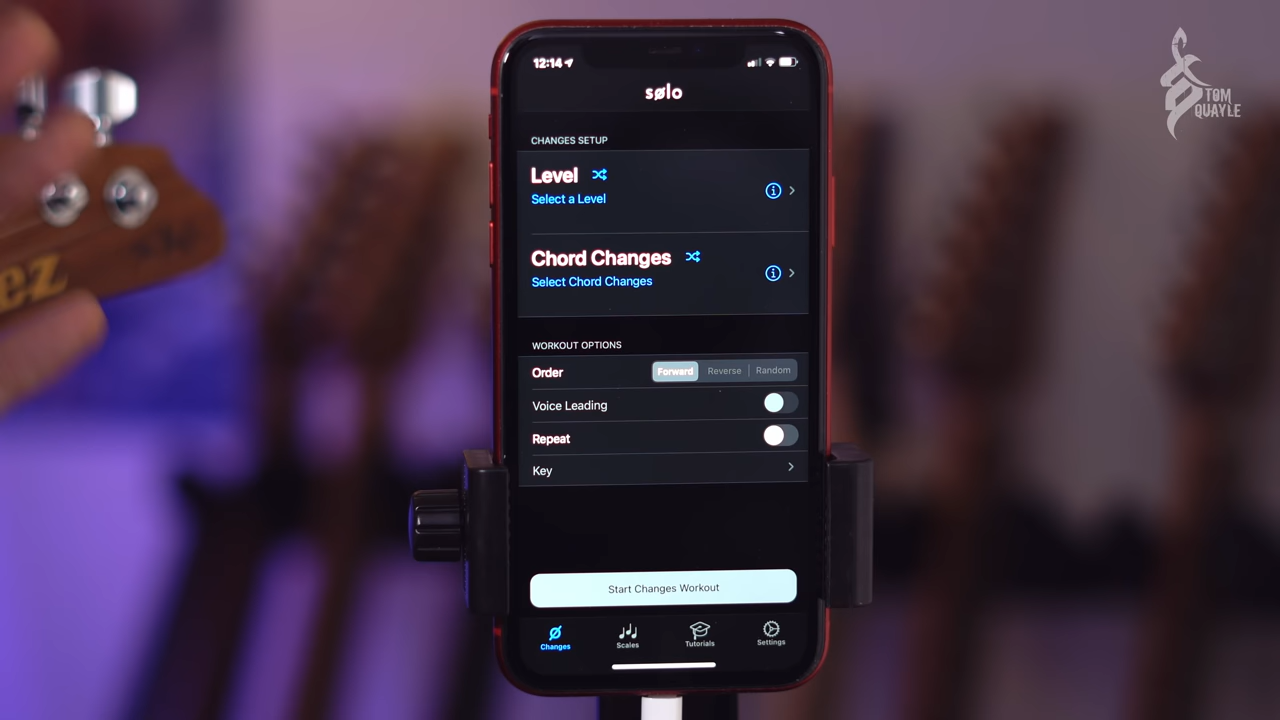 12:14
sølo
TOM
QUAYLE
CHANGES SETUP
Level
Select a Level
Chord Changes
Select Chord Changes
ez
WORKOUT OPTIONS
Order
Forward
Reverse
Random
Voice Leading
Repeat
Key
Start Changes Workout
Changes
Scales
Tutorials
Settings